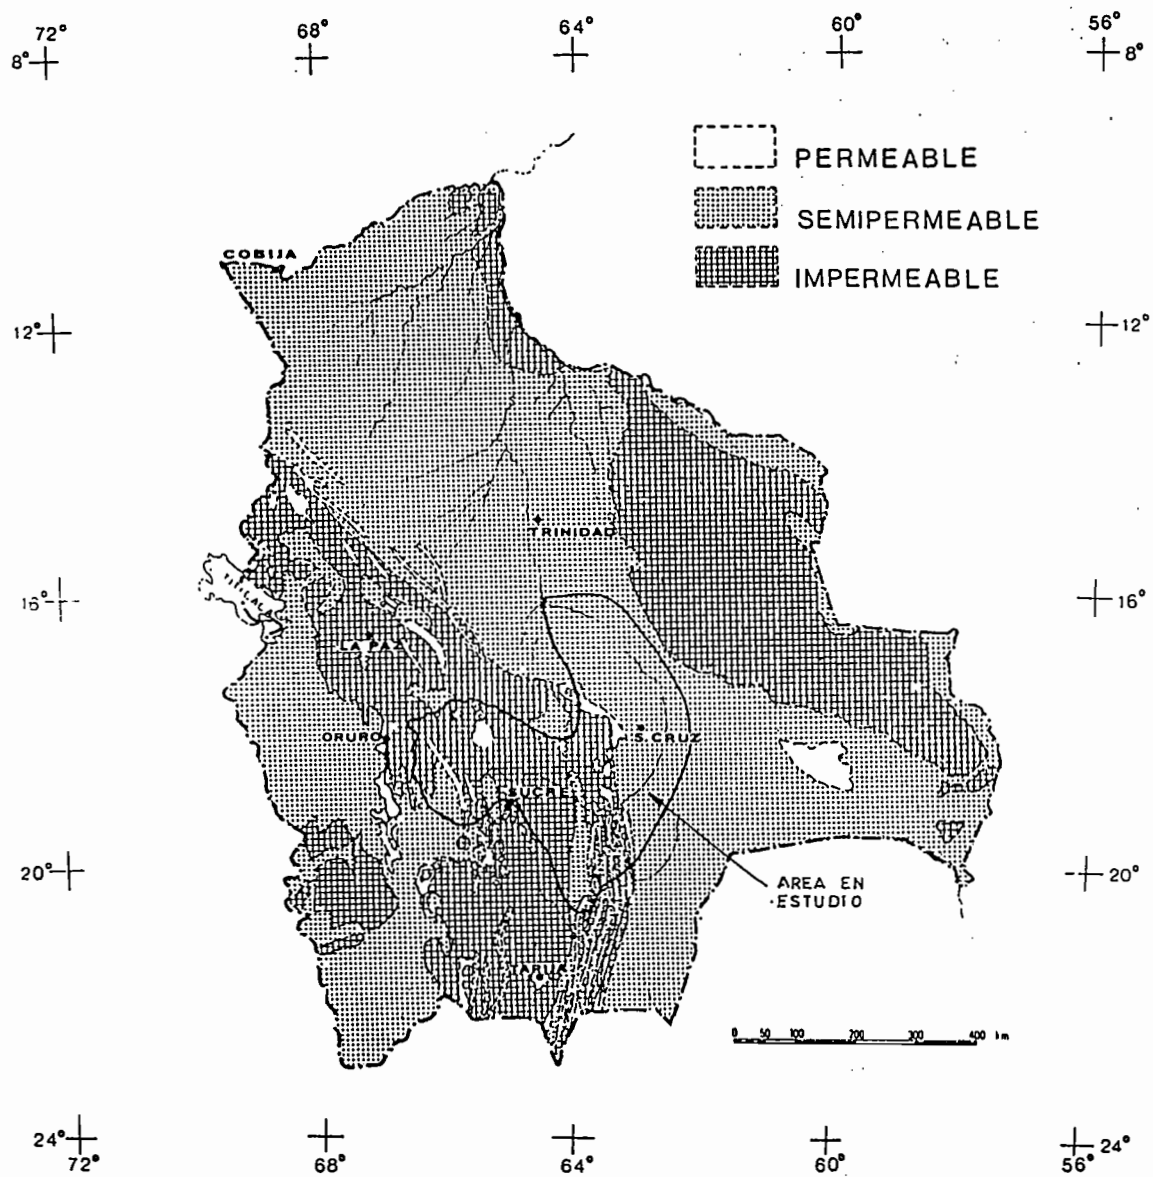 72°
68°
64°
60°
56°
8°
8°
PERMEABLE
SEMIPERMEABLE
IMPERMEABLE
COBIJA
12°
12°
TRINIDAD
16°
16°
TITICACA
LA PAZ
ORURO
S.CRUZ
SUCRE
20°
20°
AREA EN
ESTUDIO
TARIJA
0 50 100 200 300 400 km
24°
24°
72°
68°
64°
60°
56°